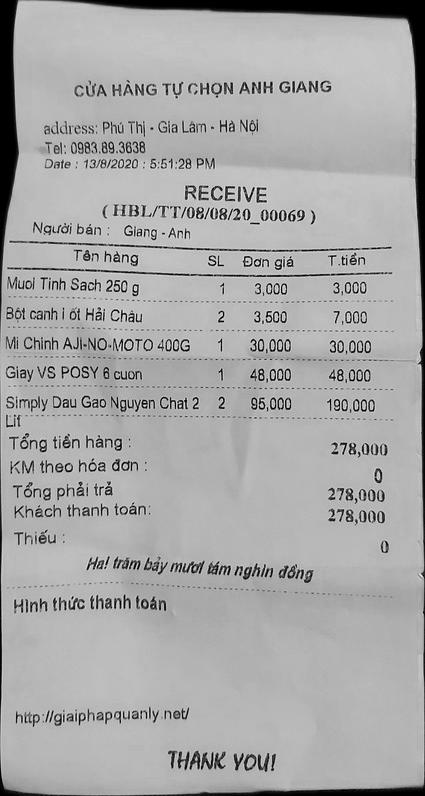 CỬA HÀNG TỰ CHỌN ANH GIANG
address: Phú Thị - Gia Lâm - Hà Nội
Tel: 0983.89.3638
Date : 13/8/2020 : 5:51:28 PM
RECEIVE
( HBL/TT/08/08/20_00069 )
Người bán : Giang - Anh
Tên hàng SL Đơn giá T.tiền
Muoi Tinh Sach 250 g 1 3,000 3,000
Bột canh i ốt Hải Châu 2 3,500 7,000
Mi Chinh AJI-NO-MOTO 400G 1 30,000 30,000
Giay VS POSY 6 cuon 1 48,000 48,000
Simply Dau Gao Nguyen Chat 2 2 95,000 190,000
Lit
Tổng tiền hàng : 278,000
KM theo hóa đơn : 0
Tổng phải trả 278,000
Khách thanh toán: 278,000
Thiếu : 0
Hai trăm bảy mươi tám nghìn đồng
Hình thức thanh toán
http://giaiphapquanly.net/
THANK YOU!